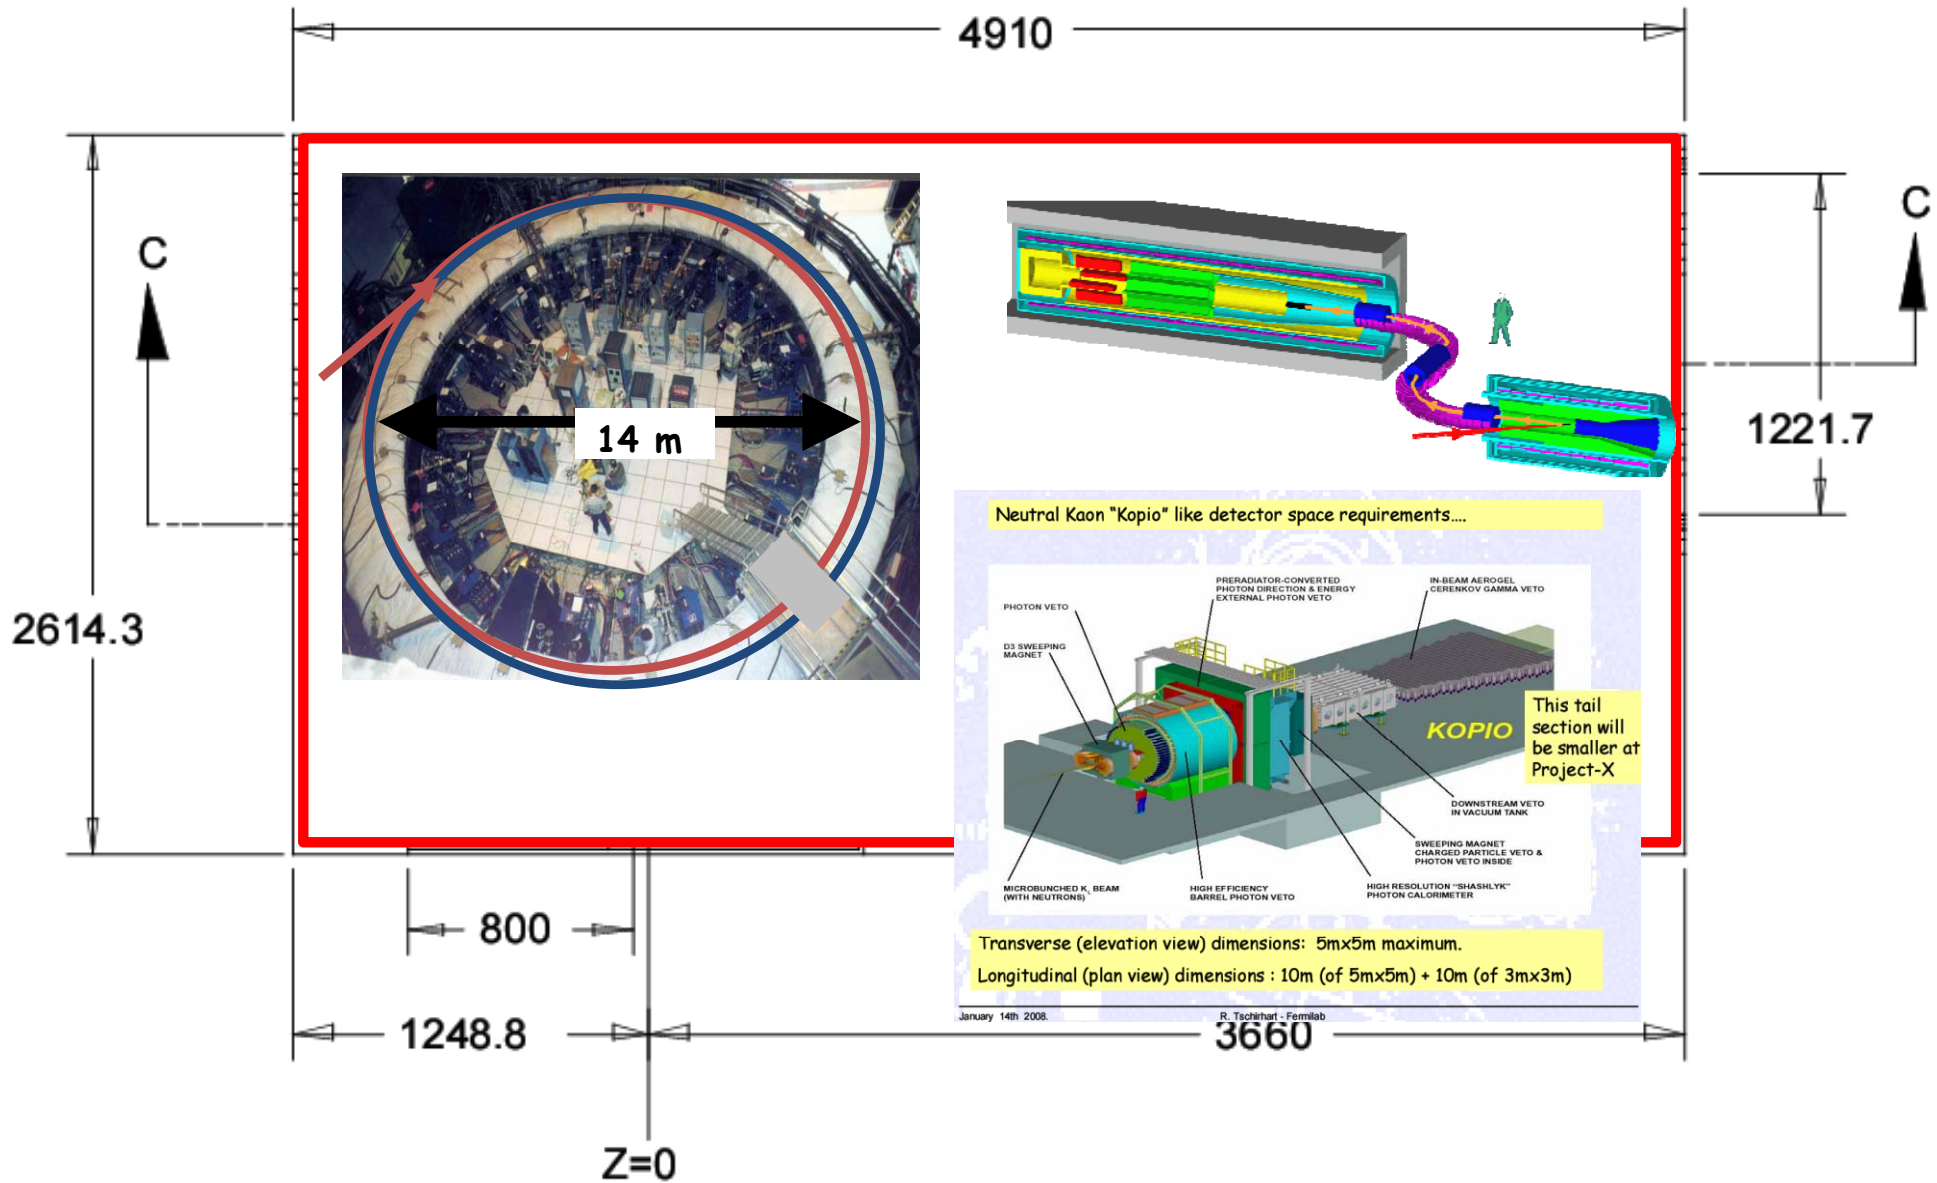 4910
C
C
14 m
1221.7
2614.3
Neutral Kaon “Kopio” like detector space requirements....
PRERADIATOR-CONVERTED
PHOTON DIRECTION & ENERGY
EXTERNAL PHOTON VETO
IN-BEAM AEROGEL
CERENKOV GAMMA VETO
PHOTON VETO
D3 SWEEPING
MAGNET
This tail
section will
be smaller at
Project-X
KOPIO
DOWNSTREAM VETO
IN VACUUM TANK
SWEEPING MAGNET
CHARGED PARTICLE VETO &
PHOTON VETO INSIDE
MICROBUNCHED K_L BEAM
(WITH NEUTRONS)
HIGH EFFICIENCY
BARREL PHOTON VETO
HIGH RESOLUTION “SHASHLYK”
PHOTON CALORIMETER
800
Transverse (elevation view) dimensions: 5mx5m maximum.
Longitudinal (plan view) dimensions : 10m (of 5mx5m) + 10m (of 3mx3m)
January 14th 2008.
R. Tschirhart - Fermilab
1248.8
3660
Z=0